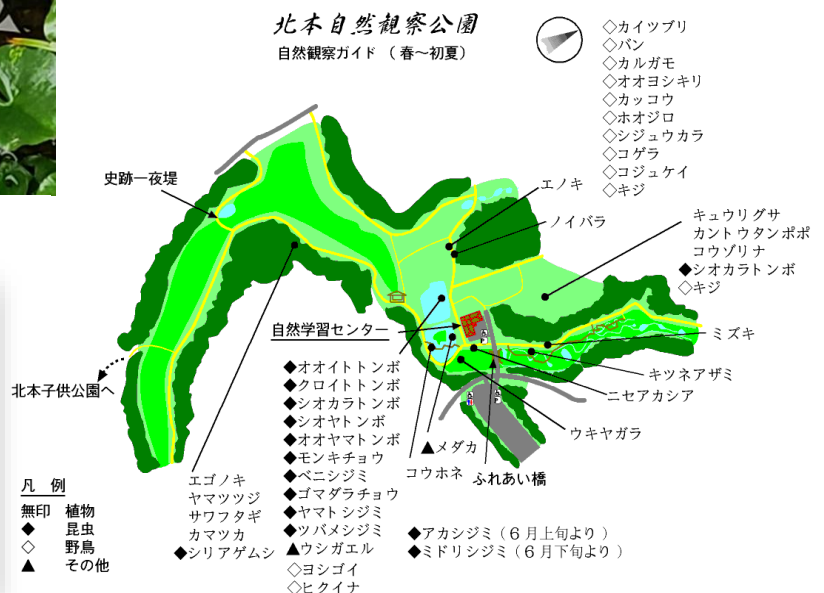 北本自然観察公園
自然観察ガイド （春～初夏）
◇カイツブリ
◇バン
◇カルガモ
◇オオヨシキリ
◇カッコウ
◇ホオジロ
◇シジュウカラ
◇コゲラ
◇コジュケイ
◇キジ
史跡一夜堤
エノキ
ノイバラ
キュウリグサ
カントウタンポポ
コウゾリナ
◆シオカラトンボ
◇キジ
自然学習センター
ミズキ
キツネアザミ
ニセアカシア
ウキヤガラ
北本子供公園へ
◆オオイトトンボ
◆クロイトトンボ
◆シオカラトンボ
◆シオヤトンボ
◆オオヤマトンボ
◆モンキチョウ
◆ベニシジミ
◆ゴマダラチョウ
◆ヤマトシジミ
◆ツバメシジミ
▲ウシガエル
◇ヨシゴイ
◇ヒクイナ
▲メダカ
コウホネ
ふれあい橋
エゴノキ
ヤマツツジ
サワフタギ
カマツカ
◆シリアゲムシ
◆アカシジミ（６月上旬より ）
◆ミドリシジミ（６月下旬より ）
凡 例
無印 植物
◆ 昆虫
◇ 野鳥
▲ その他